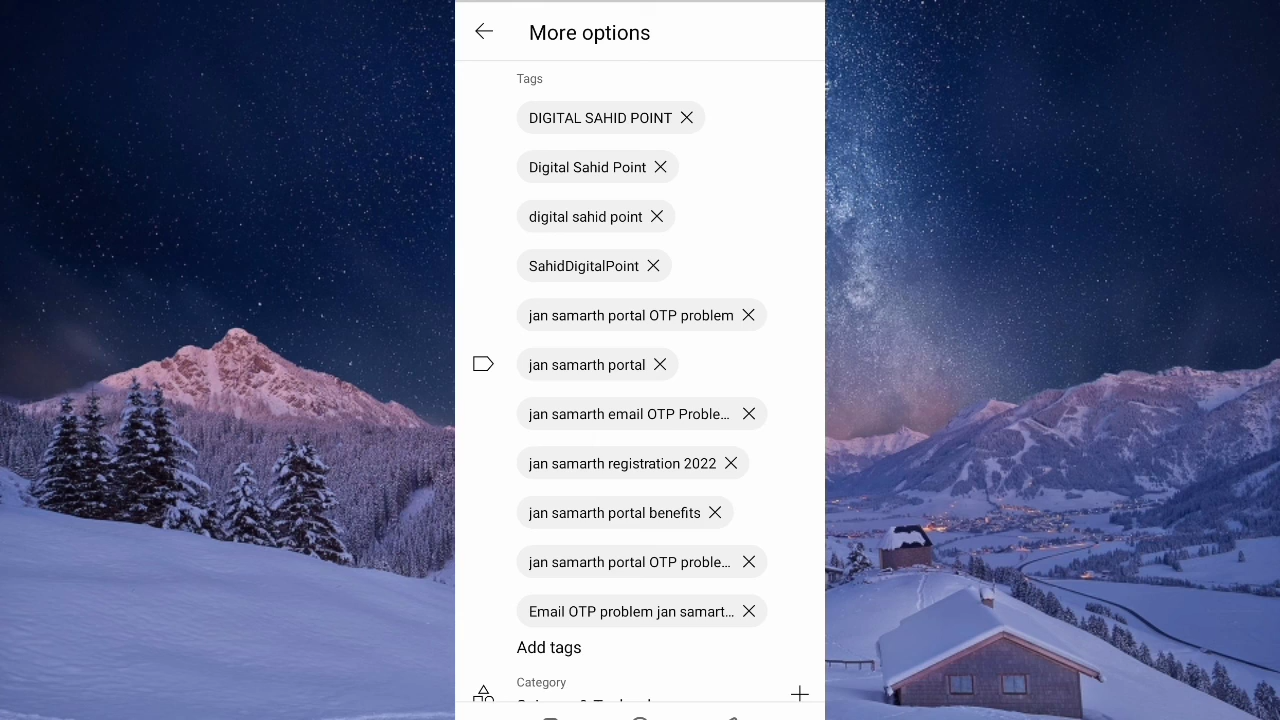 More options
Tags
DIGITAL SAHID POINT
Digital Sahid Point
digital sahid point
SahidDigitalPoint
jan samarth portal OTP problem
jan samarth portal
jan samarth email OTP Proble...
jan samarth registration 2022
jan samarth portal benefits
jan samarth portal OTP proble...
Email OTP problem jan samart...
Add tags
Category